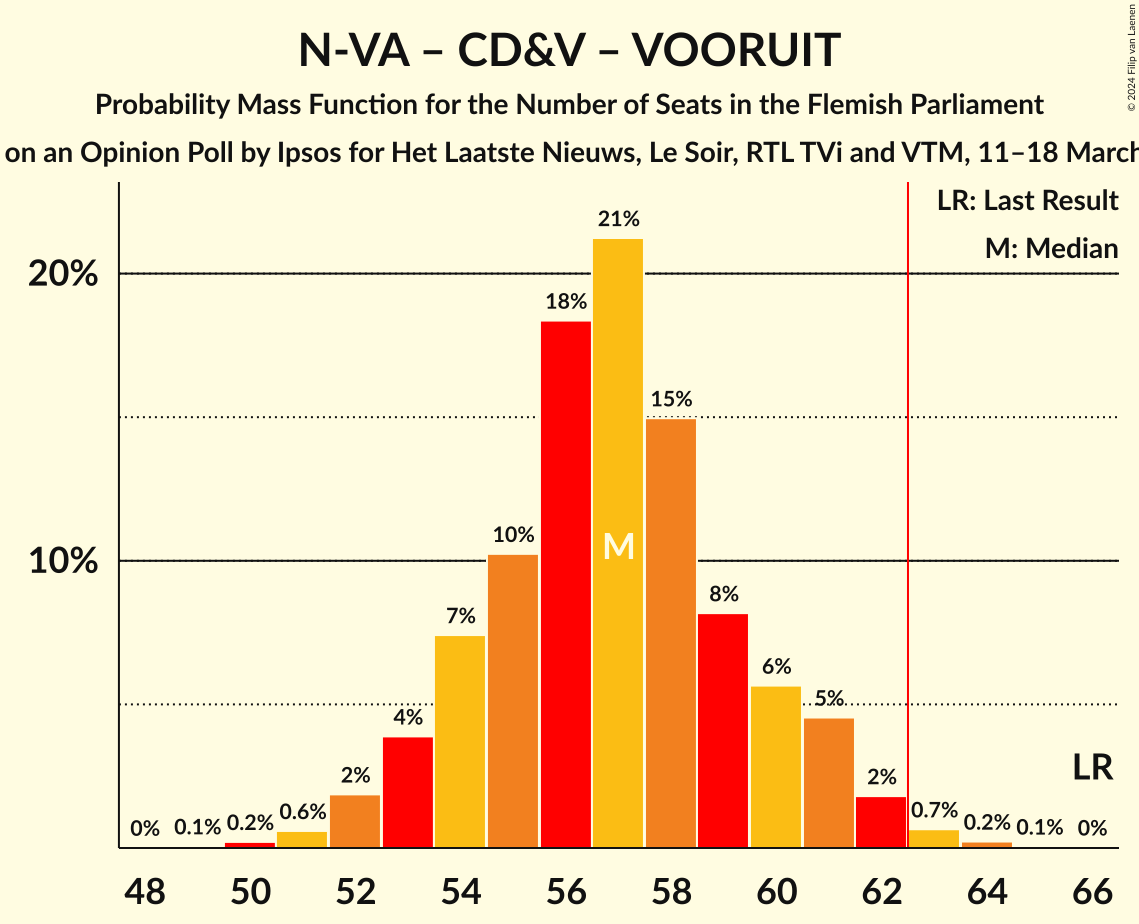 N-VA – CD&V – VOORUIT
Probability Mass Function for the Number of Seats in the Flemish Parliament
on an Opinion Poll by Ipsos for Het Laatste Nieuws, Le Soir, RTL TVi and VTM, 11–18 March
© 2024 Filip van Laenen
LR: Last Result
M: Median
20%
10%
0%
0.1%
0.2%
0.6%
2%
4%
7%
10%
18%
21%
15%
8%
6%
5%
2%
0.7%
0.2%
0.1%
0%
M
LR
48 50 52 54 56 58 60 62 64 66